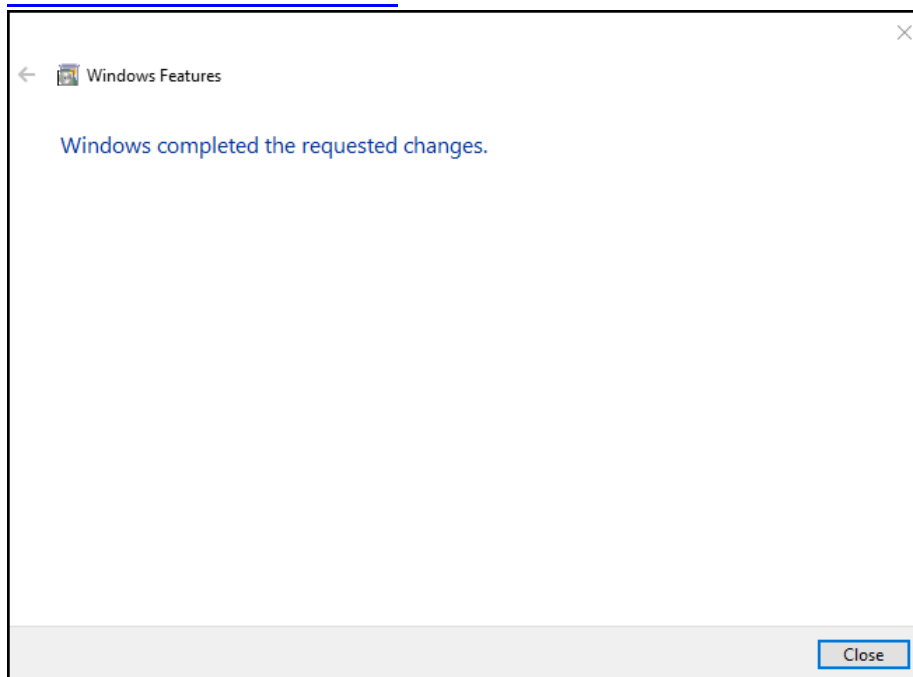 Windows Features
Windows completed the requested changes.
Close